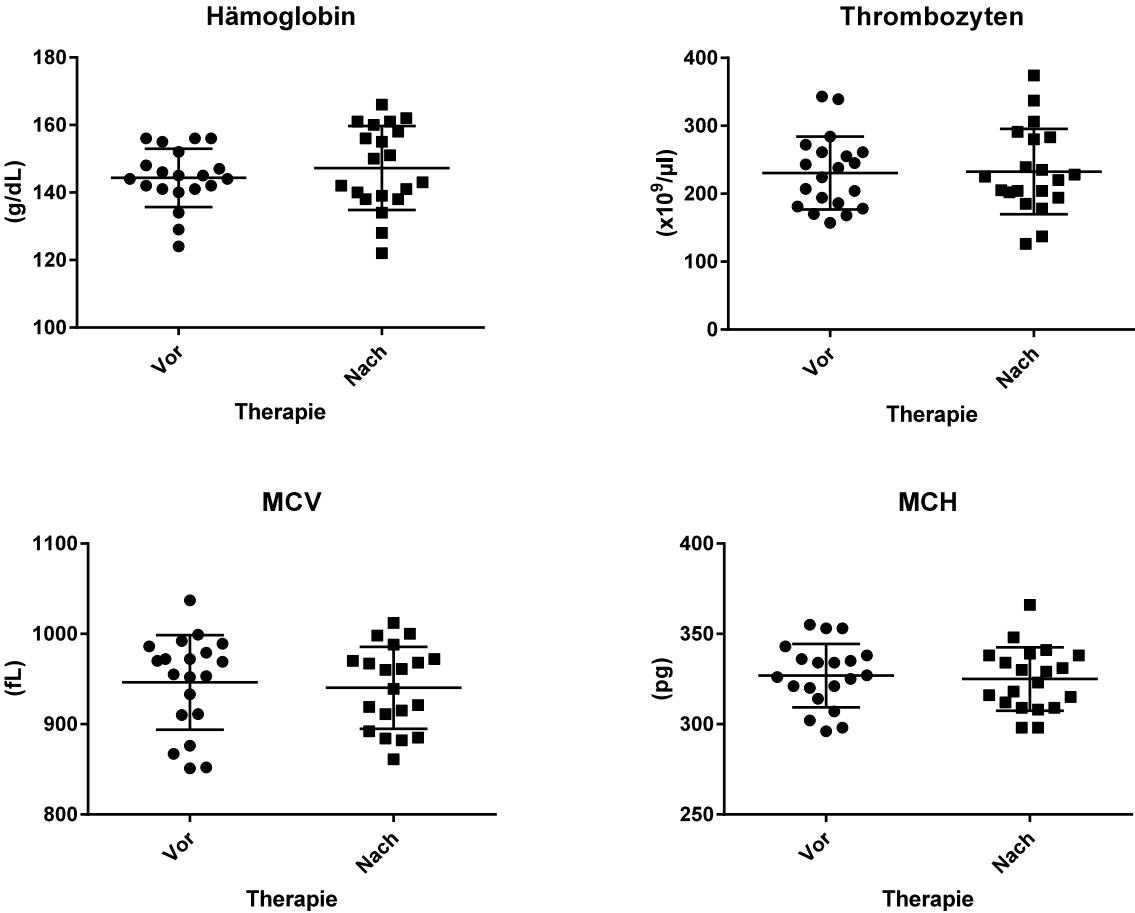 Hämoglobin
180
160
140
120
100
(g/dL)
Vor
Nach
Therapie
Thrombozyten
400
300
200
100
0
(x10⁹/µl)
Vor
Nach
Therapie
MCV
1100
1000
900
800
(fL)
Vor
Nach
Therapie
MCH
400
350
300
250
(pg)
Vor
Nach
Therapie